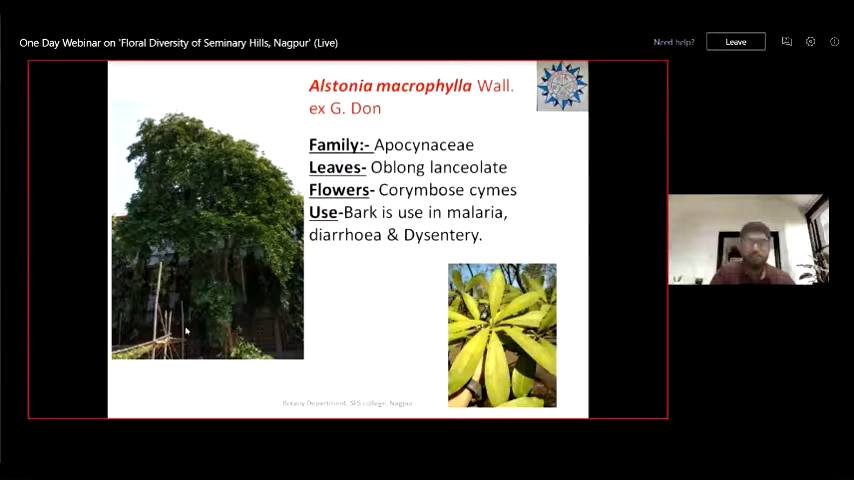 One Day Webinar on 'Floral Diversity of Seminary Hills, Nagpur' (Live)
Need help?
Leave
Alstonia macrophylla Wall.
ex G. Don
Family:- Apocynaceae
Leaves- Oblong lanceolate
Flowers- Corymbose cymes
Use-Bark is use in malaria,
diarrhoea & Dysentery.
Botany Department, SFS college, Nagpur